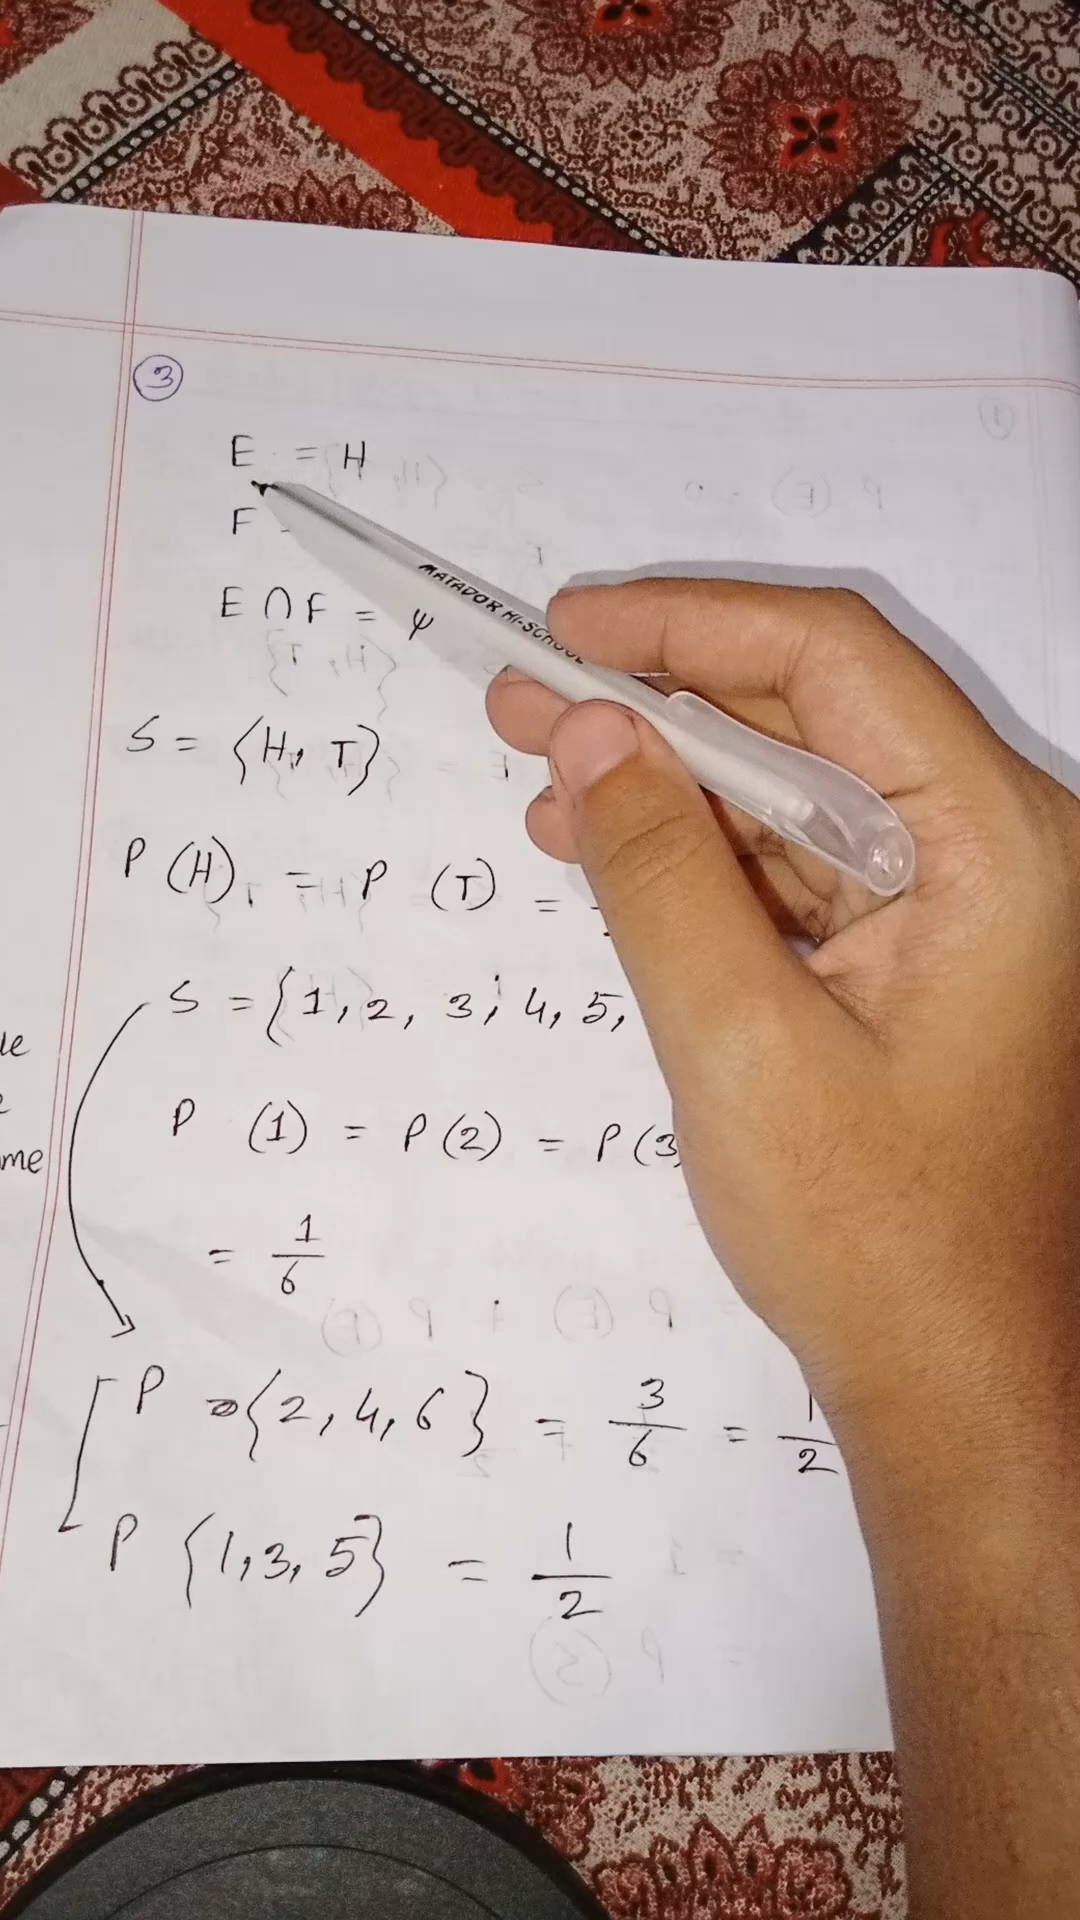 3
E = H
F =
E ∩ F = ψ
MATADOR HI-SCHOOL
S = {H, T}
P (H) = P (T) =
S = {1, 2, 3, 4, 5,
P (1) = P(2) = P(3
me
= 1/6
P {2, 4, 6} = 3/6 = 1/2
P {1, 3, 5} = 1/2